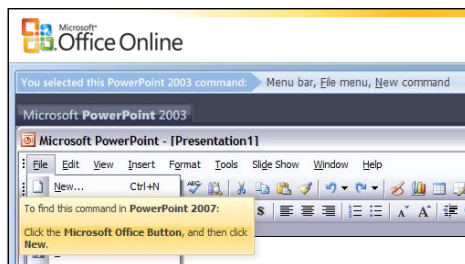 Microsoft®
Office Online
You selected this PowerPoint 2003 command: Menu bar, File menu, New command
Microsoft PowerPoint 2003
Microsoft PowerPoint - [Presentation1]
File Edit View Insert Format Tools Slide Show Window Help
New... Ctrl+N
ABC
To find this command in PowerPoint 2007:
S
A A
Click the Microsoft Office Button, and then click
New.